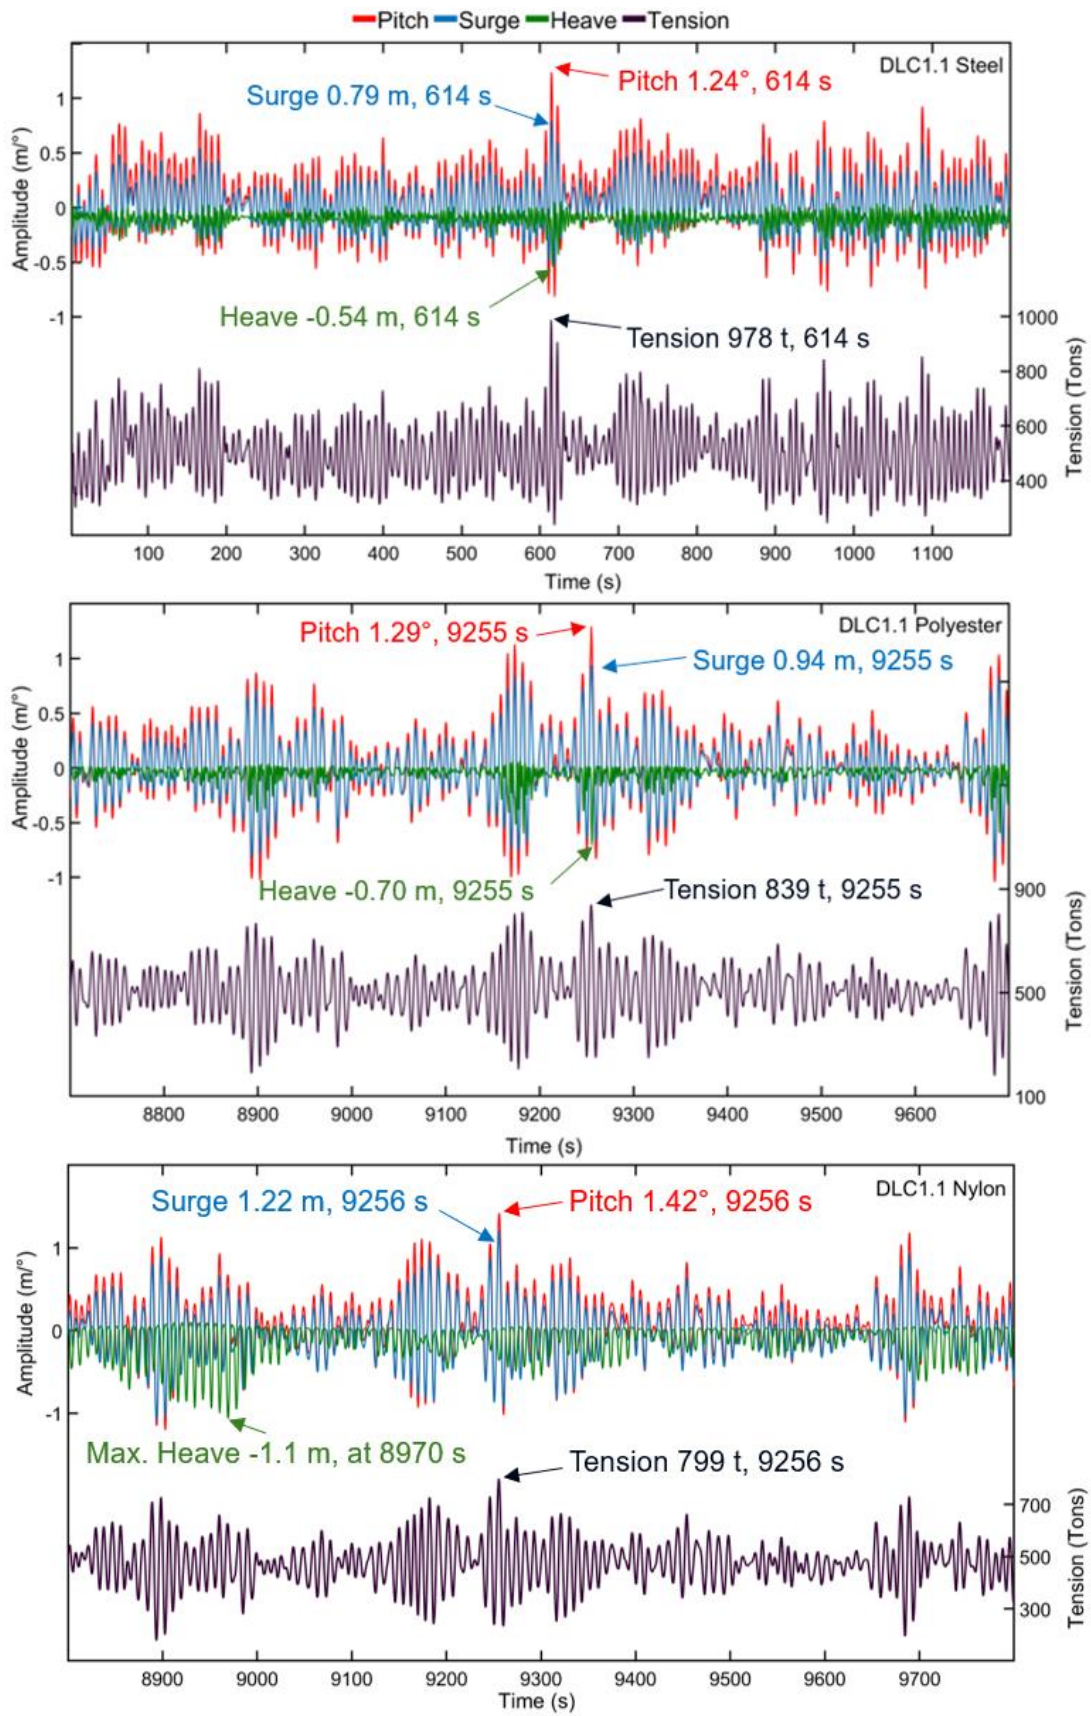 Pitch Surge Heave Tension
DLC1.1 Steel
Pitch 1.24°, 614 s
Surge 0.79 m, 614 s
1
0.5
0
-0.5
-1
Amplitude (m/°)
Heave -0.54 m, 614 s
Tension 978 t, 614 s
1000
800
600
400
Tension (Tons)
100 200 300 400 500 600 700 800 900 1000 1100
Time (s)
DLC1.1 Polyester
Pitch 1.29°, 9255 s
Surge 0.94 m, 9255 s
1
0.5
0
-0.5
-1
Amplitude (m/°)
Heave -0.70 m, 9255 s
Tension 839 t, 9255 s
900
500
100
Tension (Tons)
8800 8900 9000 9100 9200 9300 9400 9500 9600
Time (s)
DLC1.1 Nylon
Surge 1.22 m, 9256 s
Pitch 1.42°, 9256 s
1
0
-1
Amplitude (m/°)
Max. Heave -1.1 m, at 8970 s
Tension 799 t, 9256 s
700
500
300
Tension (Tons)
8900 9000 9100 9200 9300 9400 9500 9600 9700
Time (s)